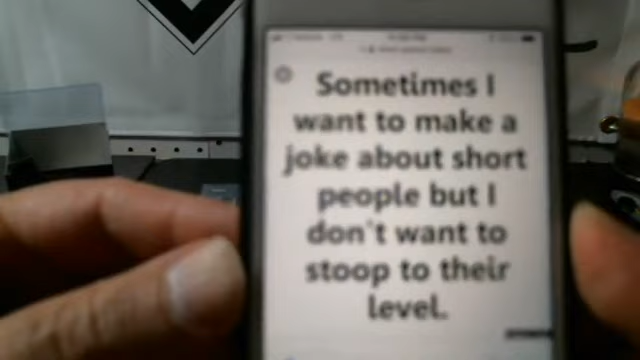 Sometimes I
want to make a
joke about short
people but I
don't want to
stoop to their
level.